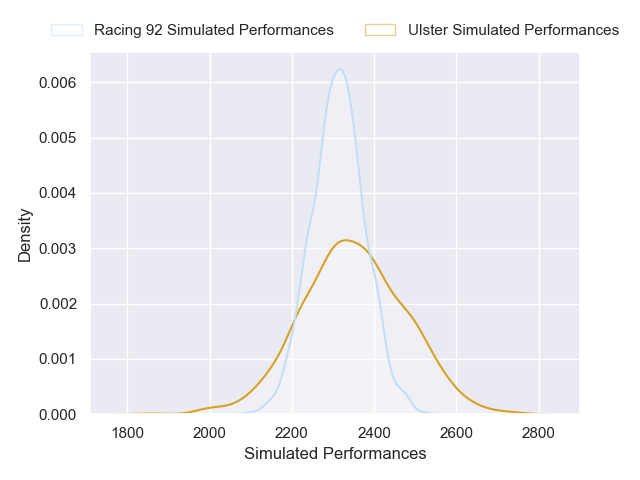 Racing 92 Simulated Performances Ulster Simulated Performances
0.006
0.005
0.004
0.003
0.002
0.001
0.000
Density
1800 2000 2200 2400 2600 2800
Simulated Performances